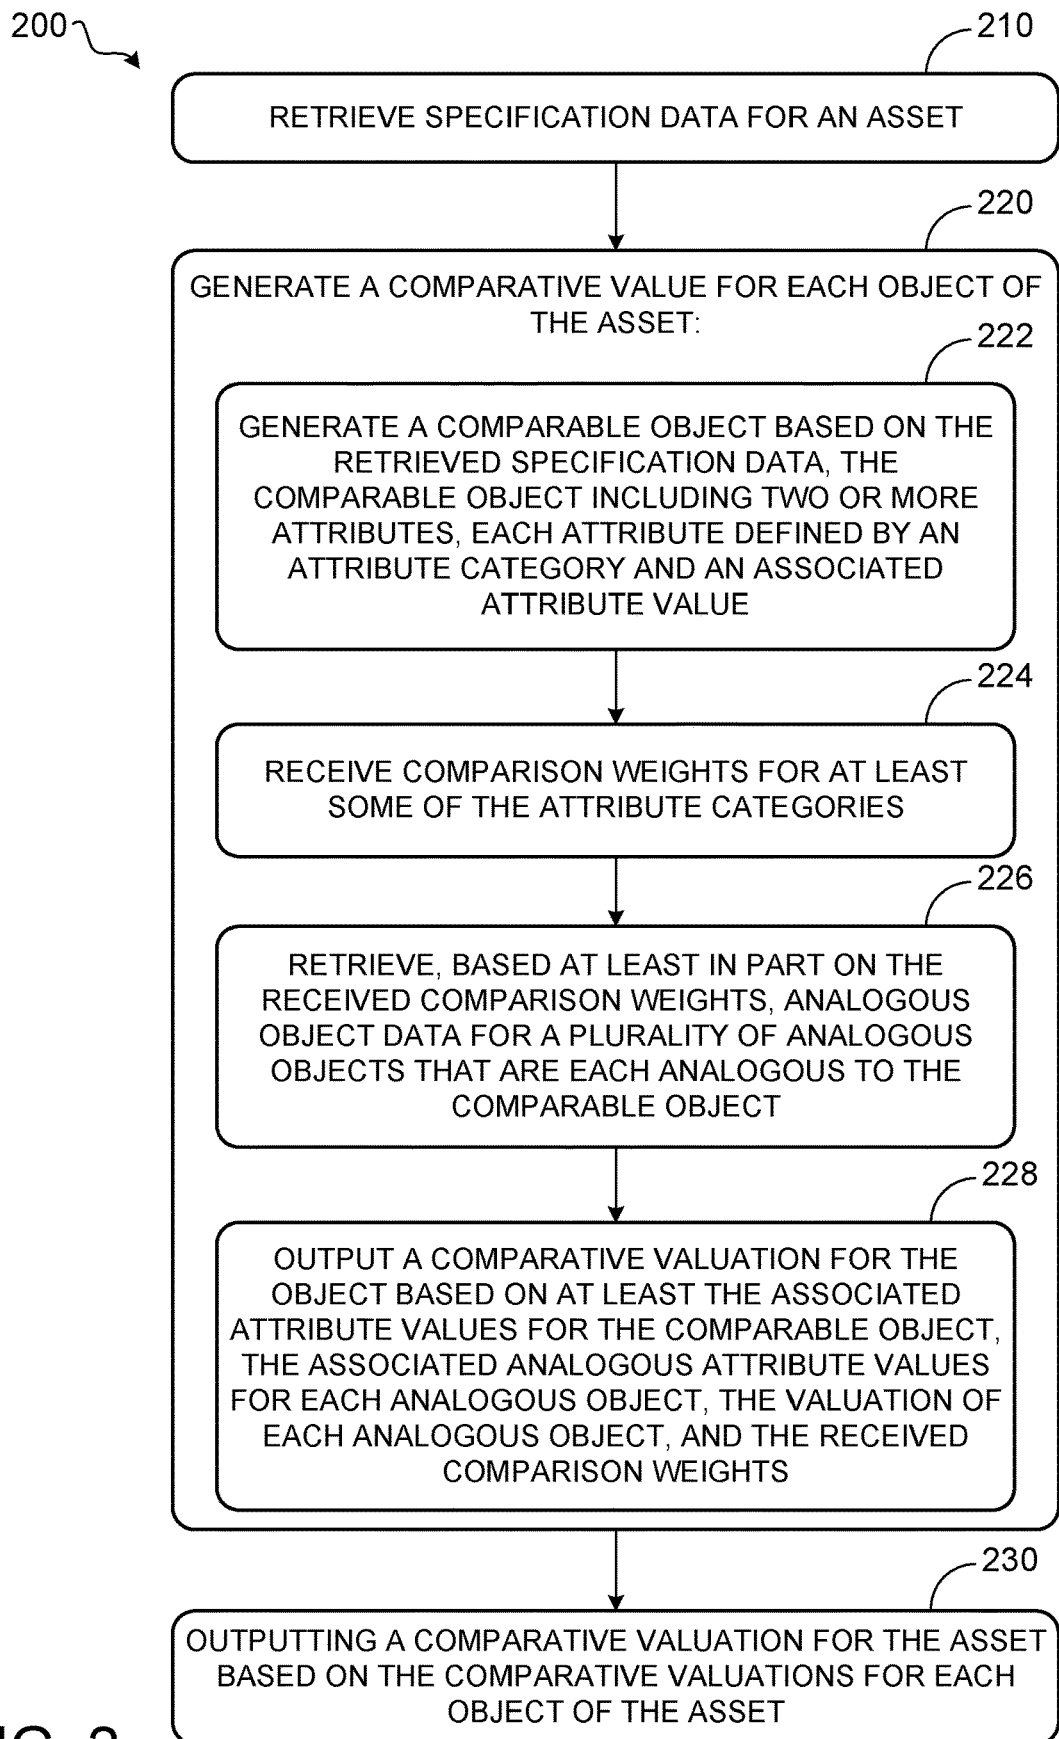 200
210
RETRIEVE SPECIFICATION DATA FOR AN ASSET
220
GENERATE A COMPARATIVE VALUE FOR EACH OBJECT OF
THE ASSET:
222
GENERATE A COMPARABLE OBJECT BASED ON THE
RETRIEVED SPECIFICATION DATA, THE
COMPARABLE OBJECT INCLUDING TWO OR MORE
ATTRIBUTES, EACH ATTRIBUTE DEFINED BY AN
ATTRIBUTE CATEGORY AND AN ASSOCIATED
ATTRIBUTE VALUE
224
RECEIVE COMPARISON WEIGHTS FOR AT LEAST
SOME OF THE ATTRIBUTE CATEGORIES
226
RETRIEVE, BASED AT LEAST IN PART ON THE
RECEIVED COMPARISON WEIGHTS, ANALOGOUS
OBJECT DATA FOR A PLURALITY OF ANALOGOUS
OBJECTS THAT ARE EACH ANALOGOUS TO THE
COMPARABLE OBJECT
228
OUTPUT A COMPARATIVE VALUATION FOR THE
OBJECT BASED ON AT LEAST THE ASSOCIATED
ATTRIBUTE VALUES FOR THE COMPARABLE OBJECT,
THE ASSOCIATED ANALOGOUS ATTRIBUTE VALUES
FOR EACH ANALOGOUS OBJECT, THE VALUATION OF
EACH ANALOGOUS OBJECT, AND THE RECEIVED
COMPARISON WEIGHTS
230
OUTPUTTING A COMPARATIVE VALUATION FOR THE ASSET
BASED ON THE COMPARATIVE VALUATIONS FOR EACH
OBJECT OF THE ASSET